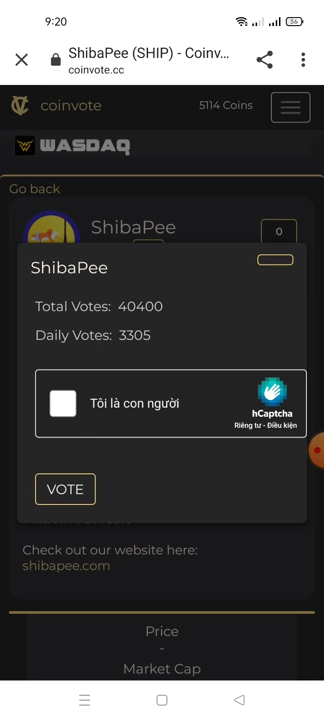 9:20
56
ShibaPee (SHIP) - Coinv...
coinvote.cc
coinvote
5114 Coins
WASDAQ
Go back
ShibaPee
0
ShibaPee
Total Votes: 40400
Daily Votes: 3305
Tôi là con người
hCaptcha
Riêng tư - Điều kiện
VOTE
Check out our website here:
shibapee.com
Price
-
Market Cap